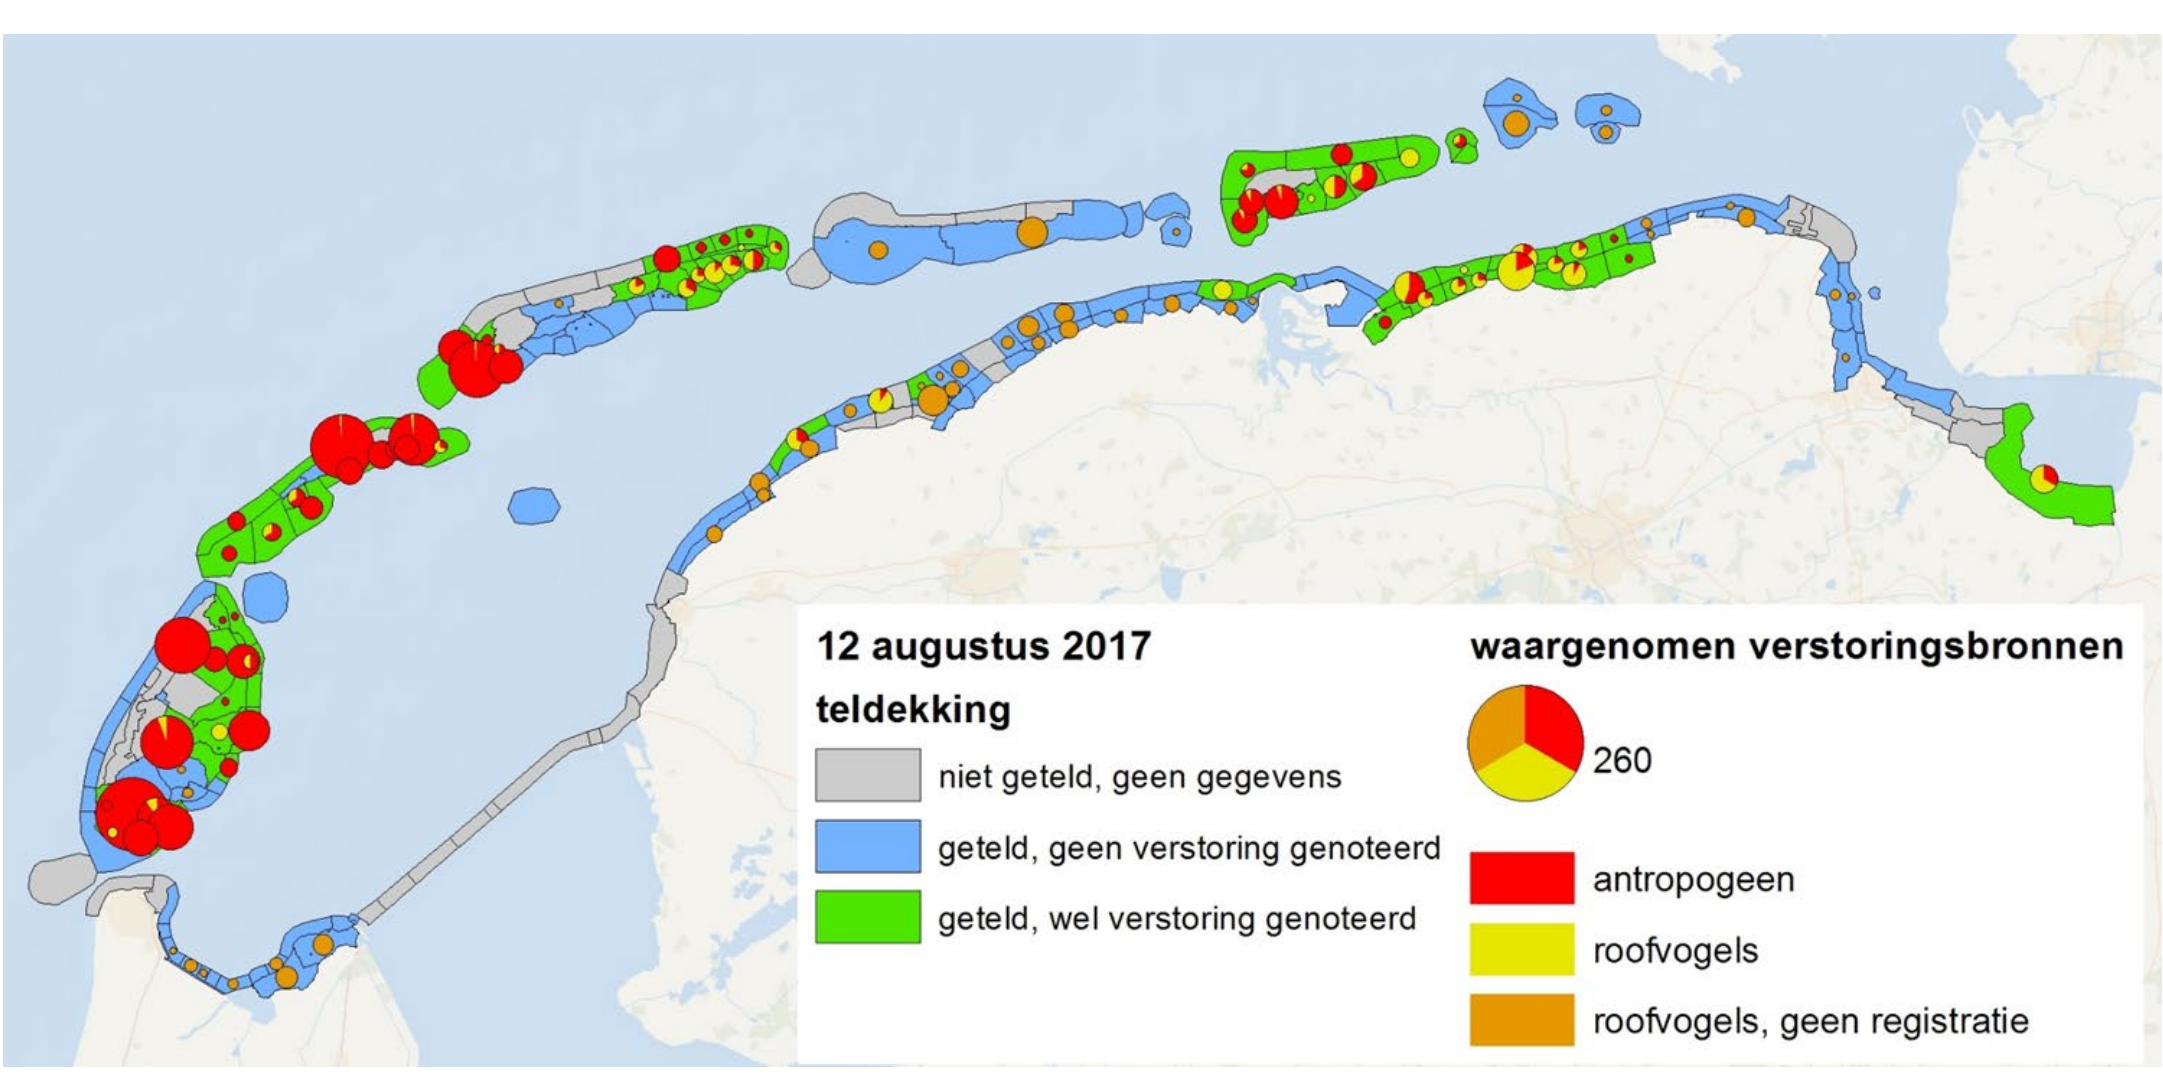 12 augustus 2017
teldekking
niet geteld, geen gegevens
geteld, geen verstoring genoteerd
geteld, wel verstoring genoteerd
waargenomen verstoringsbronnen
260
antropogeen
roofvogels
roofvogels, geen registratie